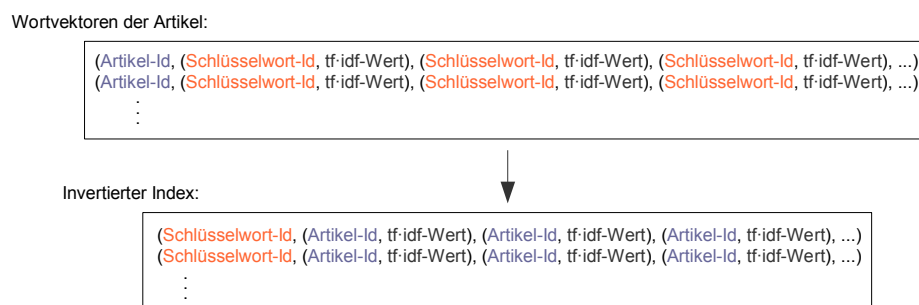 Wortvektoren der Artikel:
(Artikel-Id, (Schlüsselwort-Id, tf·idf-Wert), (Schlüsselwort-Id, tf·idf-Wert), (Schlüsselwort-Id, tf·idf-Wert), ...)
(Artikel-Id, (Schlüsselwort-Id, tf·idf-Wert), (Schlüsselwort-Id, tf·idf-Wert), (Schlüsselwort-Id, tf·idf-Wert), ...)
Invertierter Index:
(Schlüsselwort-Id, (Artikel-Id, tf·idf-Wert), (Artikel-Id, tf·idf-Wert), (Artikel-Id, tf·idf-Wert), ...)
(Schlüsselwort-Id, (Artikel-Id, tf·idf-Wert), (Artikel-Id, tf·idf-Wert), (Artikel-Id, tf·idf-Wert), ...)